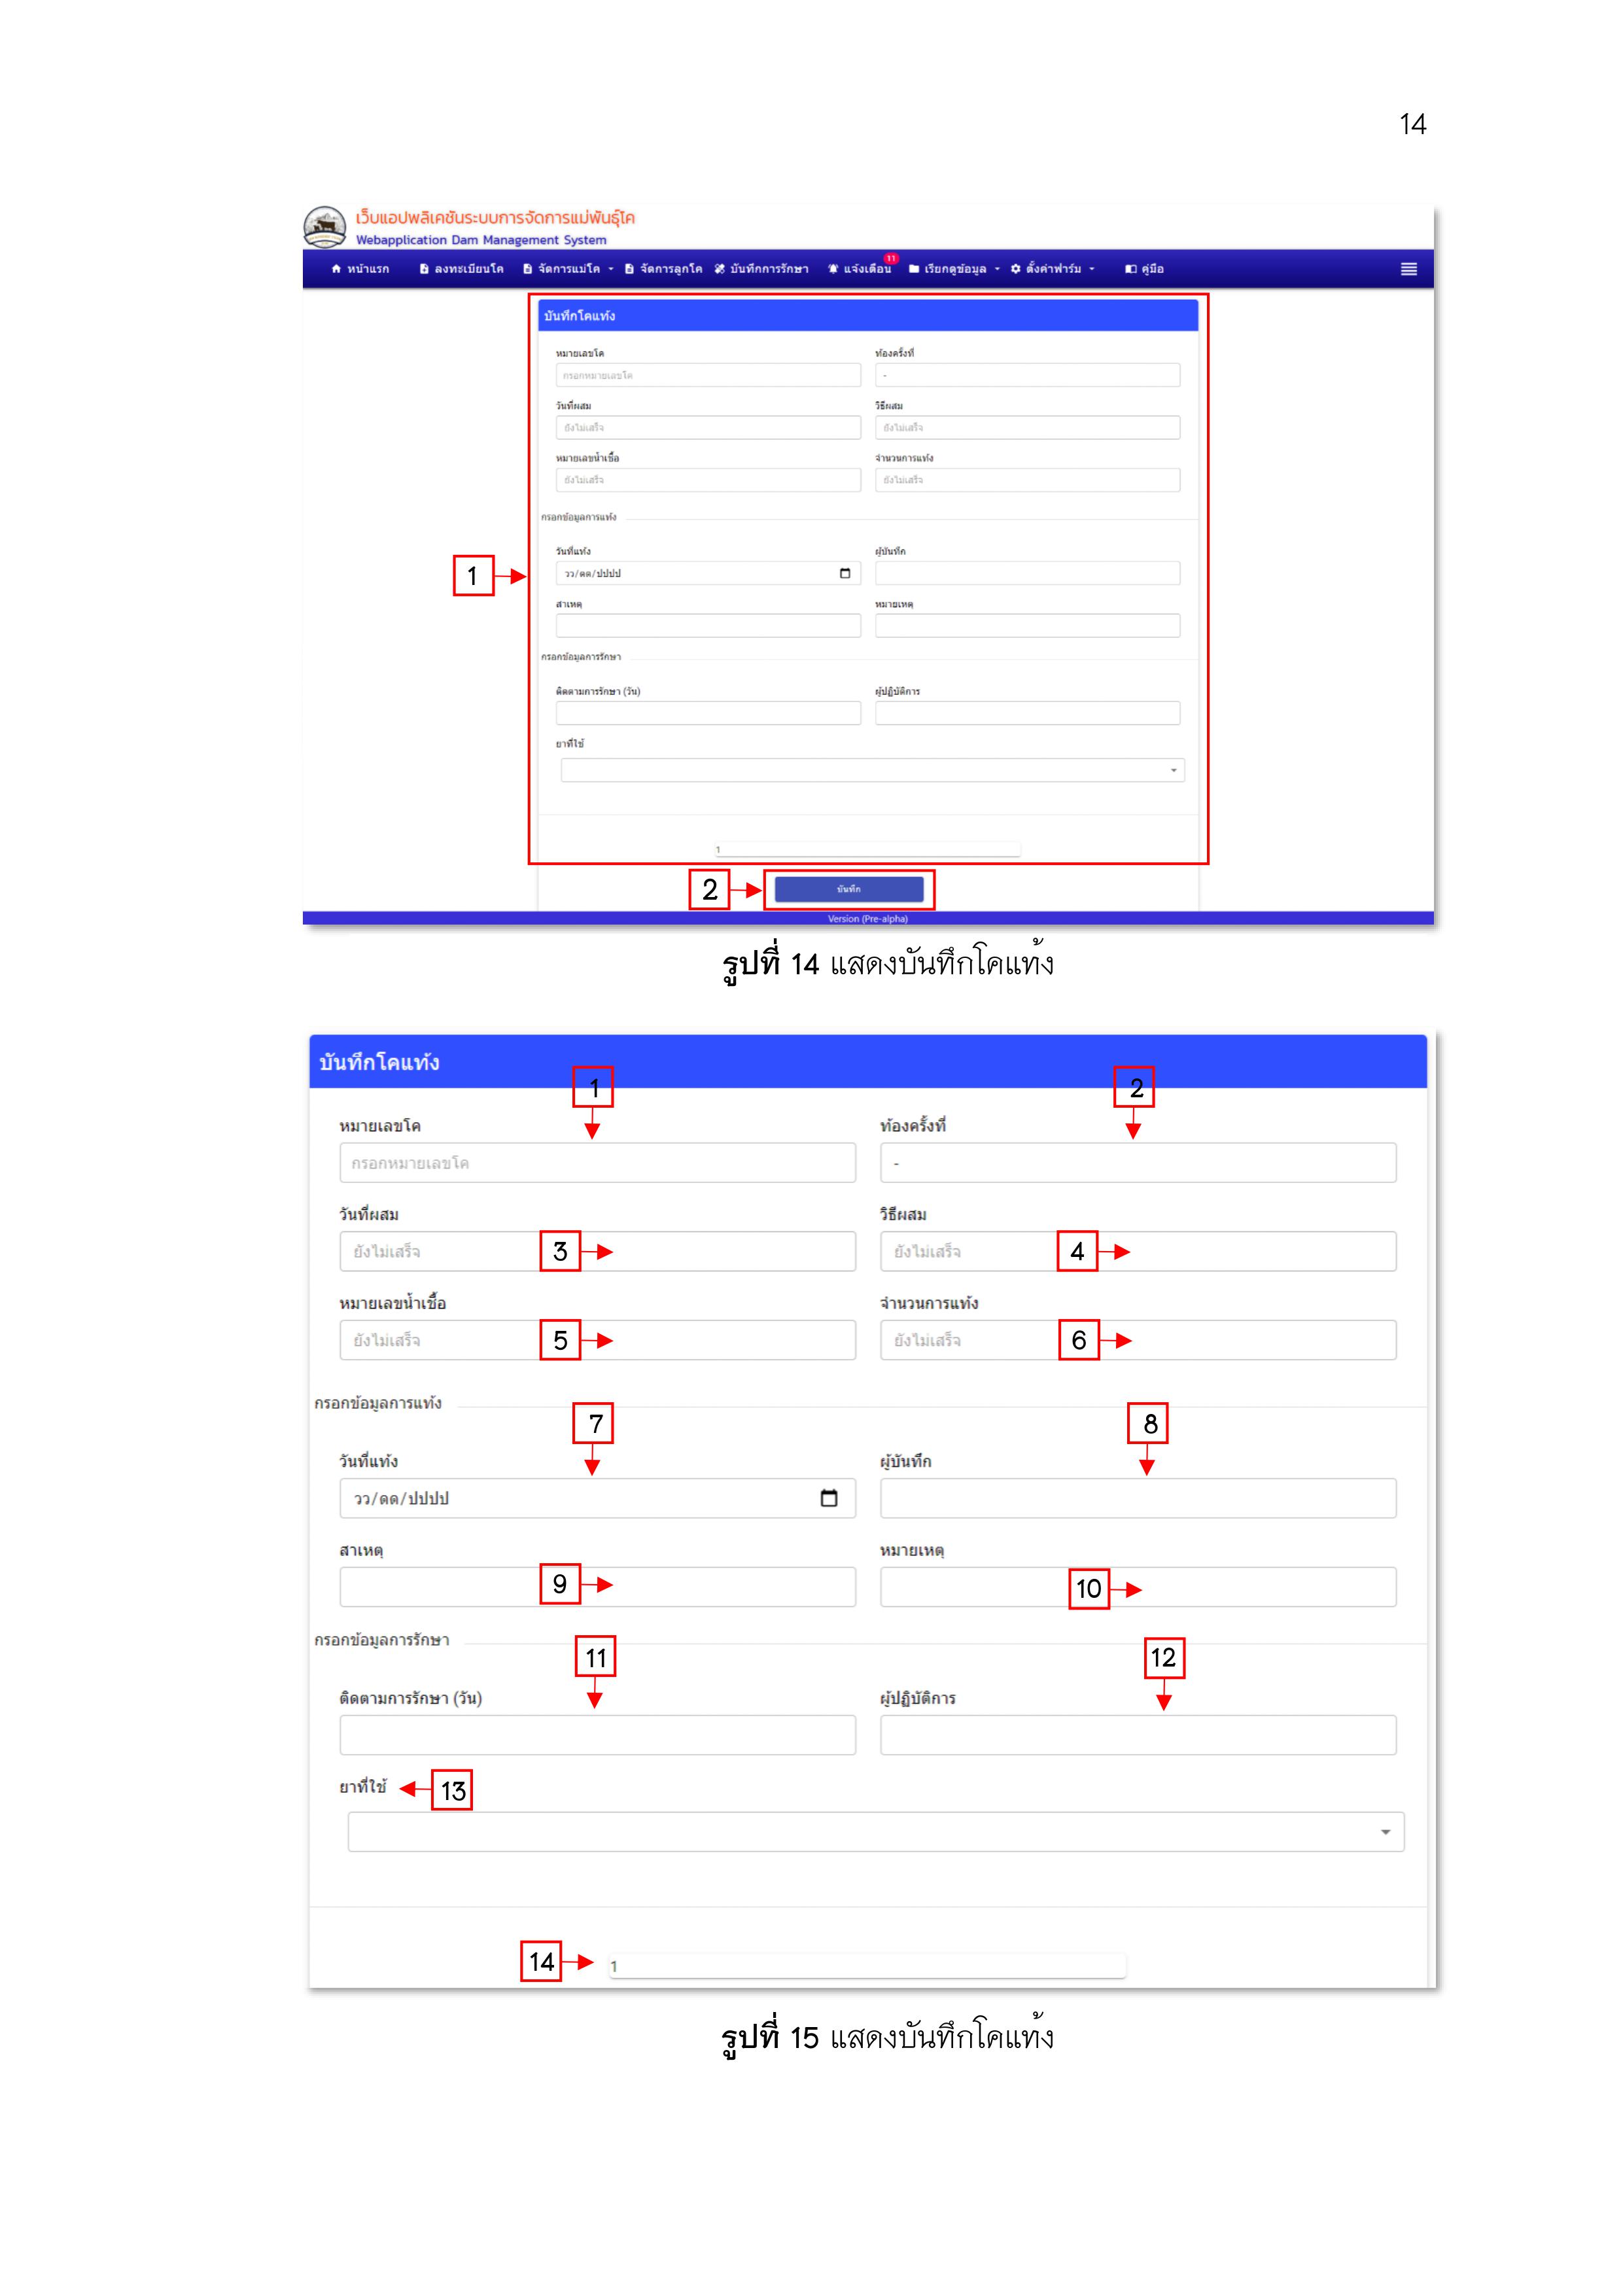 14
เว็บแอปพลิเคชันระบบการจัดการแม่พันธุ์โค
Webapplication Dam Management System
หน้าแรก ลงทะเบียนโค จัดการแม่โค จัดการลูกโค บันทึกการรักษา แจ้งเตือน 11 เรียกดูข้อมูล ตั้งค่าฟาร์ม คู่มือ
บันทึกโคแท้ง
หมายเลขโค ท้องครั้งที่
กรอกหมายเลขโค -
วันที่ผสม วิธีผสม
ยังไม่เสร็จ ยังไม่เสร็จ
หมายเลขน้ำเชื้อ จำนวนการแท้ง
ยังไม่เสร็จ ยังไม่เสร็จ
กรอกข้อมูลการแท้ง
วันที่แท้ง ผู้บันทึก
1 วว/ดด/ปปปป
สาเหตุ หมายเหตุ
กรอกข้อมูลการรักษา
ติดตามการรักษา (วัน) ผู้ปฏิบัติการ
ยาที่ใช้
1
2 บันทึก
Version (Pre-alpha)
รูปที่ 14 แสดงบันทึกโคแท้ง
บันทึกโคแท้ง
1 2
หมายเลขโค ท้องครั้งที่
กรอกหมายเลขโค -
วันที่ผสม วิธีผสม
ยังไม่เสร็จ 3 ยังไม่เสร็จ 4
หมายเลขน้ำเชื้อ จำนวนการแท้ง
ยังไม่เสร็จ 5 ยังไม่เสร็จ 6
กรอกข้อมูลการแท้ง
7 8
วันที่แท้ง ผู้บันทึก
วว/ดด/ปปปป
สาเหตุ หมายเหตุ
9 10
กรอกข้อมูลการรักษา
11 12
ติดตามการรักษา (วัน) ผู้ปฏิบัติการ
ยาที่ใช้ 13
14 1
รูปที่ 15 แสดงบันทึกโคแท้ง